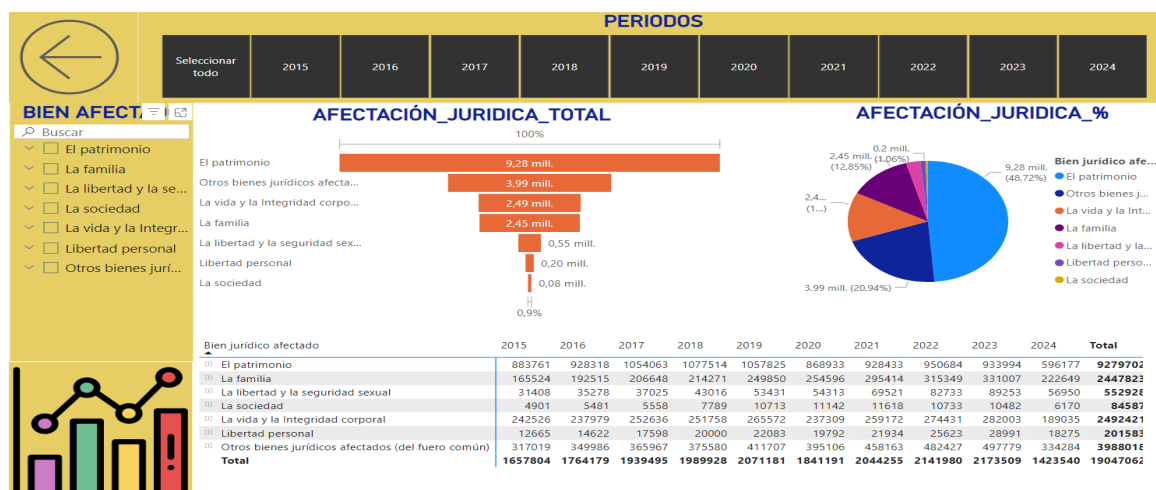 PERIODOS
Seleccionar todo 2015 2016 2017 2018 2019 2020 2021 2022 2023 2024
BIEN AFECT
Buscar
El patrimonio
La familia
La libertad y la se...
La sociedad
La vida y la Integr...
Libertad personal
Otros bienes jurí...
AFECTACIÓN_JURIDICA_TOTAL
100%
El patrimonio 9,28 mill.
Otros bienes jurídicos afecta... 3,99 mill.
La vida y la Integridad corpo... 2,49 mill.
La familia 2,45 mill.
La libertad y la seguridad sex... 0,55 mill.
Libertad personal 0,20 mill.
La sociedad 0,08 mill.
0,9%
AFECTACIÓN_JURIDICA_%
0,2 mill.
(1,06%)
2,45 mill.
(12,85%)
9,28 mill.
(48,72%)
2,4...
(1...)
3,99 mill. (20,94%)
Bien jurídico afe...
El patrimonio
Otros bienes j...
La vida y la Int...
La familia
La libertad y la...
Libertad perso...
La sociedad
Bien jurídico afectado 2015 2016 2017 2018 2019 2020 2021 2022 2023 2024 Total
El patrimonio 883761 928318 1054063 1077514 1057825 868933 928433 950684 933994 596177 9279702
La familia 165524 192515 206648 214271 249850 254596 295414 315349 331007 222649 2447823
La libertad y la seguridad sexual 31408 35278 37025 43016 53431 54313 69521 82733 89253 56950 552928
La sociedad 4901 5481 5558 7789 10713 11142 11618 10733 10482 6170 84587
La vida y la Integridad corporal 242526 237979 252636 251758 265572 237309 259172 274431 282003 189035 2492421
Libertad personal 12665 14622 17598 20000 22083 19792 21934 25623 28991 18275 201583
Otros bienes jurídicos afectados (del fuero común) 317019 349986 365967 375580 411707 395106 458163 482427 497779 334284 3988018
Total 1657804 1764179 1939495 1989928 2071181 1841191 2044255 2141980 2173509 1423540 19047062